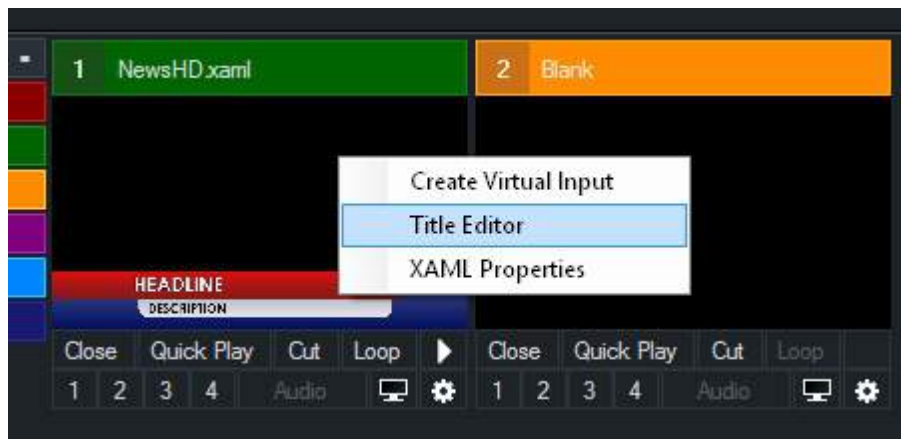 -
1 NewsHD.xaml
2 Blank
Create Virtual Input
Title Editor
XAML Properties
HEADLINE
DESCRIPTION
Close Quick Play Cut Loop
Close Quick Play Cut Loop
1 2 3 4 Audio
1 2 3 4 Audio